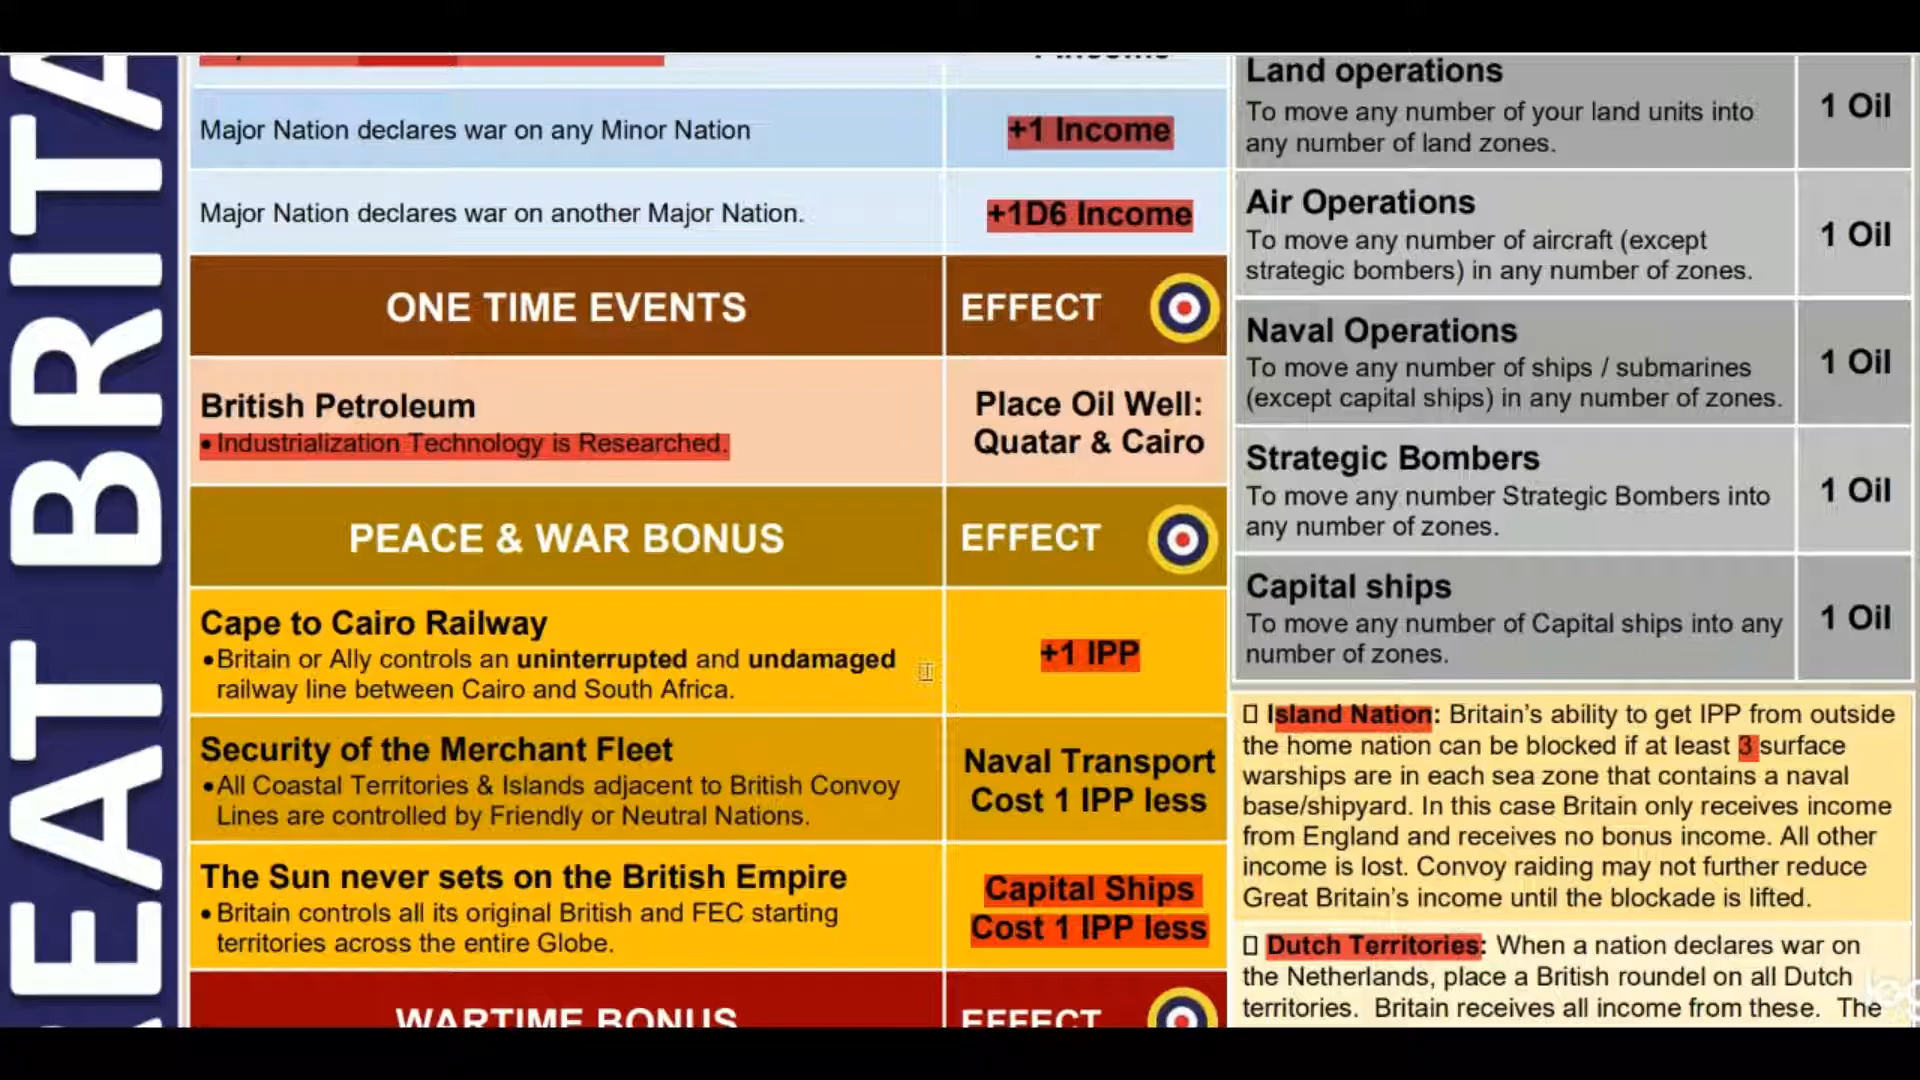 EAT BRITA
Major Nation declares war on any Minor Nation
+1 Income
Major Nation declares war on another Major Nation.
+1D6 Income
ONE TIME EVENTS
EFFECT
British Petroleum
• Industrialization Technology is Researched.
Place Oil Well:
Quatar & Cairo
PEACE & WAR BONUS
EFFECT
Cape to Cairo Railway
• Britain or Ally controls an uninterrupted and undamaged
railway line between Cairo and South Africa.
+1 IPP
Security of the Merchant Fleet
• All Coastal Territories & Islands adjacent to British Convoy
Lines are controlled by Friendly or Neutral Nations.
Naval Transport
Cost 1 IPP less
The Sun never sets on the British Empire
• Britain controls all its original British and FEC starting
territories across the entire Globe.
Capital Ships
Cost 1 IPP less
WARTIME BONUS
EFFECT
Land operations
To move any number of your land units into
any number of land zones.
1 Oil
Air Operations
To move any number of aircraft (except
strategic bombers) in any number of zones.
1 Oil
Naval Operations
To move any number of ships / submarines
(except capital ships) in any number of zones.
1 Oil
Strategic Bombers
To move any number Strategic Bombers into
any number of zones.
1 Oil
Capital ships
To move any number of Capital ships into any
number of zones.
1 Oil
Island Nation: Britain’s ability to get IPP from outside
the home nation can be blocked if at least 3 surface
warships are in each sea zone that contains a naval
base/shipyard. In this case Britain only receives income
from England and receives no bonus income. All other
income is lost. Convoy raiding may not further reduce
Great Britain’s income until the blockade is lifted.
Dutch Territories: When a nation declares war on
the Netherlands, place a British roundel on all Dutch
territories. Britain receives all income from these. The